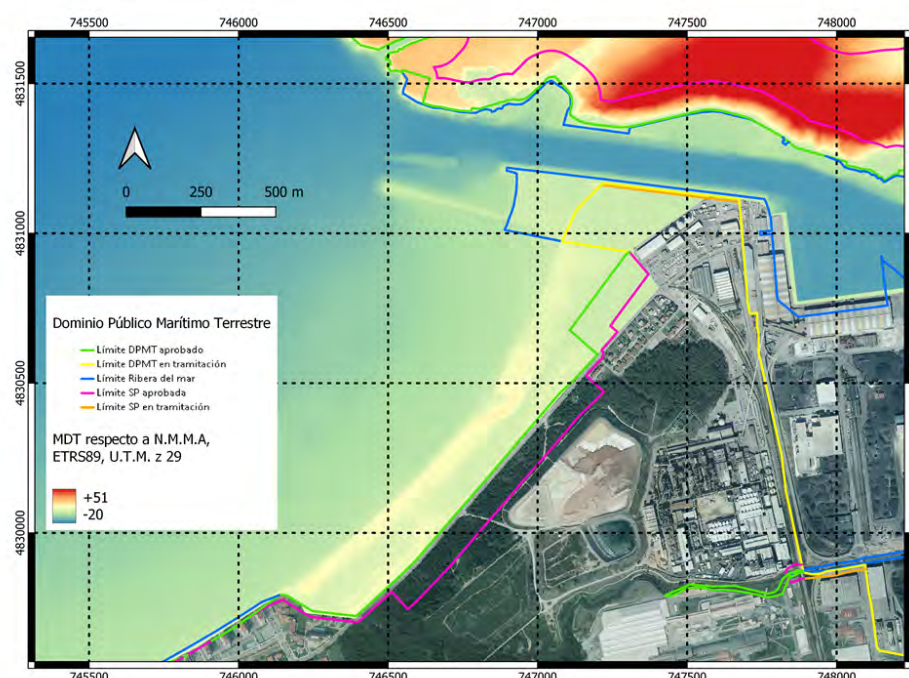 745500 746000 746500 747000 747500 748000
4831500
4831000
4830500
4830000
0 250 500 m
Dominio Público Marítimo Terrestre
Límite DPMT aprobado
Límite DPMT en tramitación
Límite Ribera del mar
Límite SP aprobada
Límite SP en tramitación
MDT respecto a N.M.M.A,
ETRS89, U.T.M. z 29
+51
-20
745500 746000 746500 747000 747500 748000